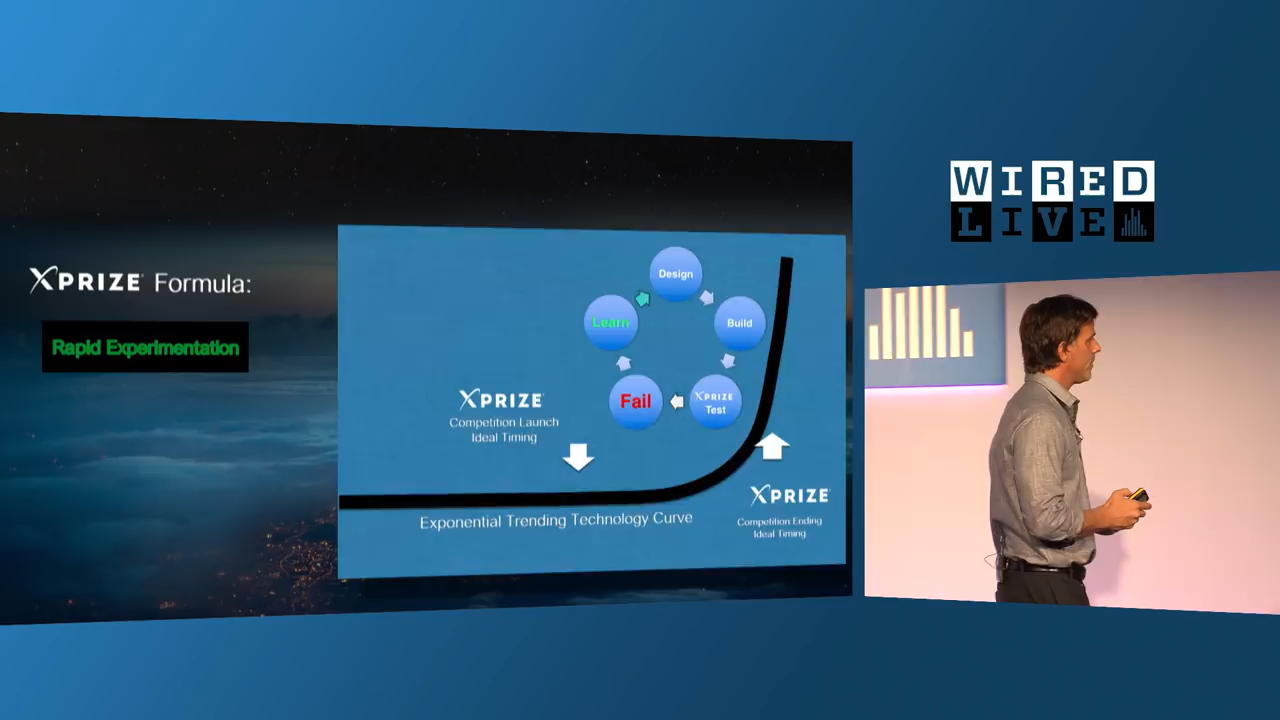 WIRED
LIVE
XPRIZE Formula:
Rapid Experimentation
Design
Learn
Build
Fail
XPRIZE
Test
XPRIZE
Competition Launch
Ideal Timing
Exponential Trending Technology Curve
XPRIZE
Competition Ending
Ideal Timing